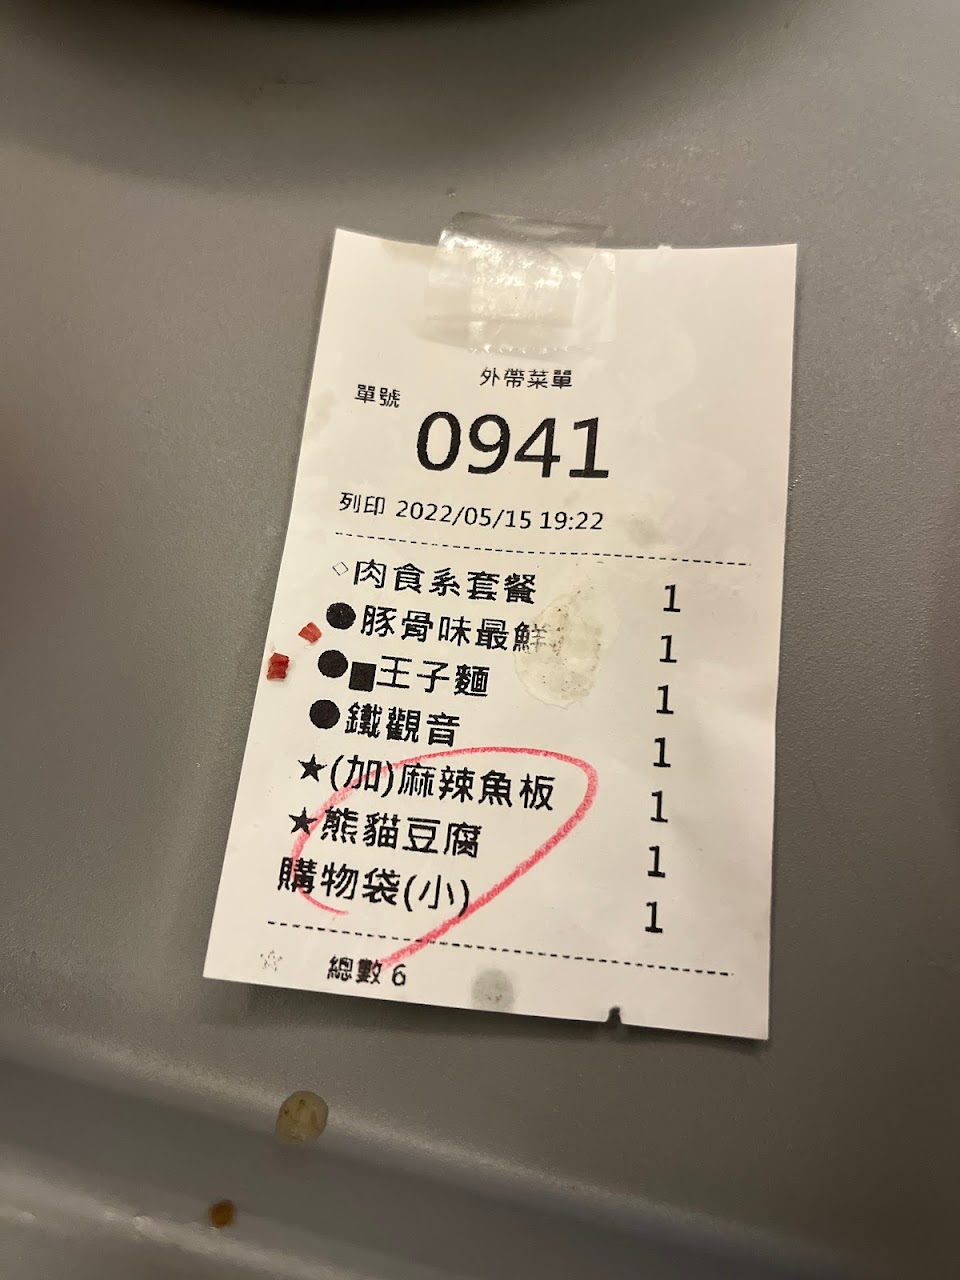 外帶菜單
單號
0941
列印 2022/05/15 19:22
◇肉食系套餐 1
●豚骨味最鮮 1
●■王子麵 1
●鐵觀音 1
★(加)麻辣魚板 1
★熊貓豆腐 1
購物袋(小) 1
總數 6